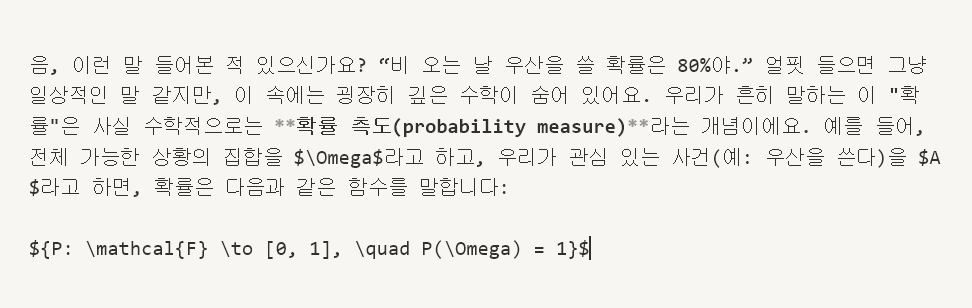 음, 이런 말 들어본 적 있으신가요? “비 오는 날 우산을 쓸 확률은 80%야.” 얼핏 들으면 그냥
일상적인 말 같지만, 이 속에는 굉장히 깊은 수학이 숨어 있어요. 우리가 흔히 말하는 이 "확
률"은 사실 수학적으로는 **확률 측도(probability measure)**라는 개념이에요. 예를 들어,
전체 가능한 상황의 집합을 $\Omega$라고 하고, 우리가 관심 있는 사건(예: 우산을 쓴다)을 $A
$라고 하면, 확률은 다음과 같은 함수를 말합니다:
${P: \mathcal{F} \to [0, 1], \quad P(\Omega) = 1}$